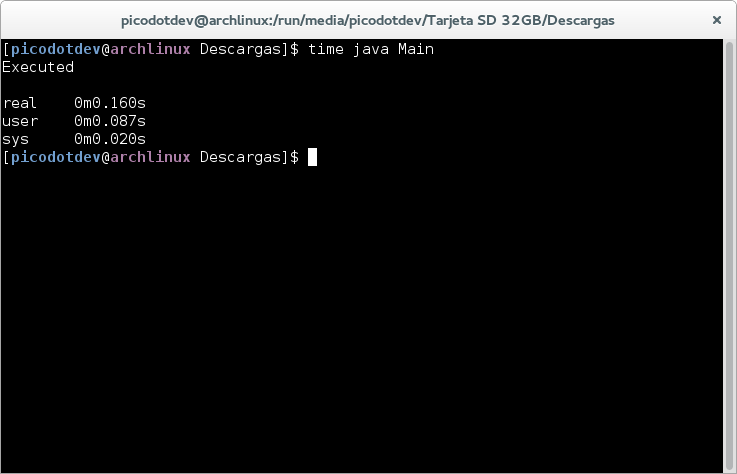 picodotdev@archlinux:/run/media/picodotdev/Tarjeta SD 32GB/Descargas
[picodotdev@archlinux Descargas]$ time java Main
Executed
real 0m0.160s
user 0m0.087s
sys 0m0.020s
[picodotdev@archlinux Descargas]$